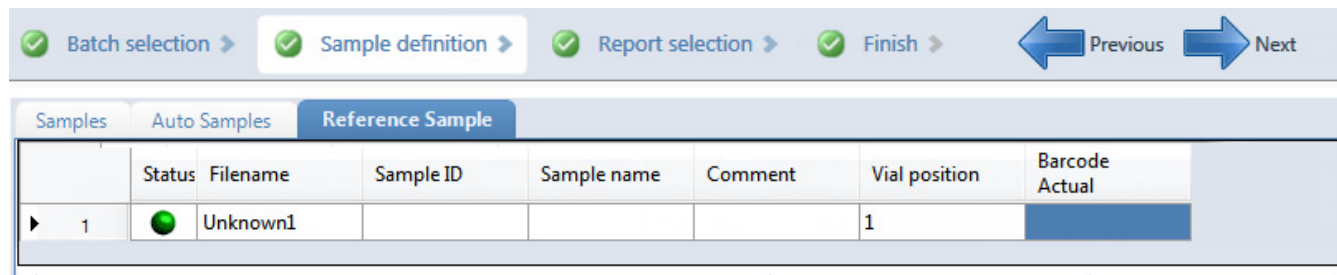 Batch selection Sample definition Report selection Finish Previous Next
Samples Auto Samples Reference Sample
Status Filename Sample ID Sample name Comment Vial position Barcode Actual
1 Unknown1 1